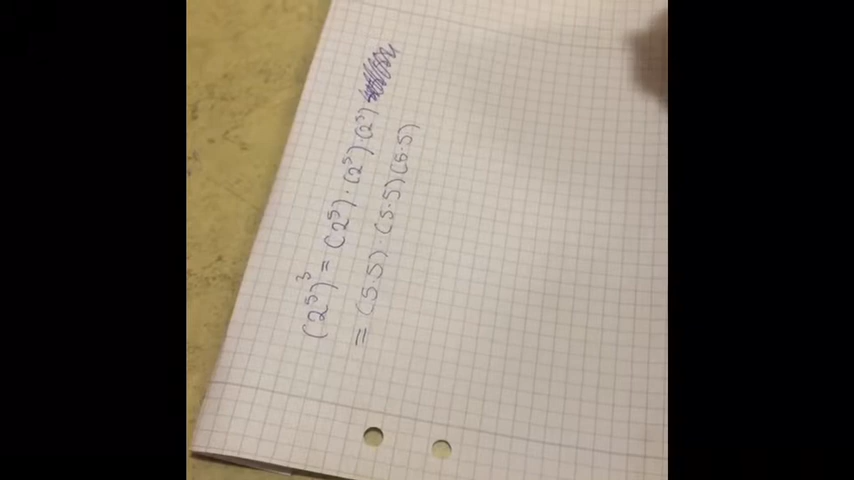 (2⁵)³ = (2⁵)·(2⁵)·(2⁵)
= (5·5)·(5·5)(5·5)